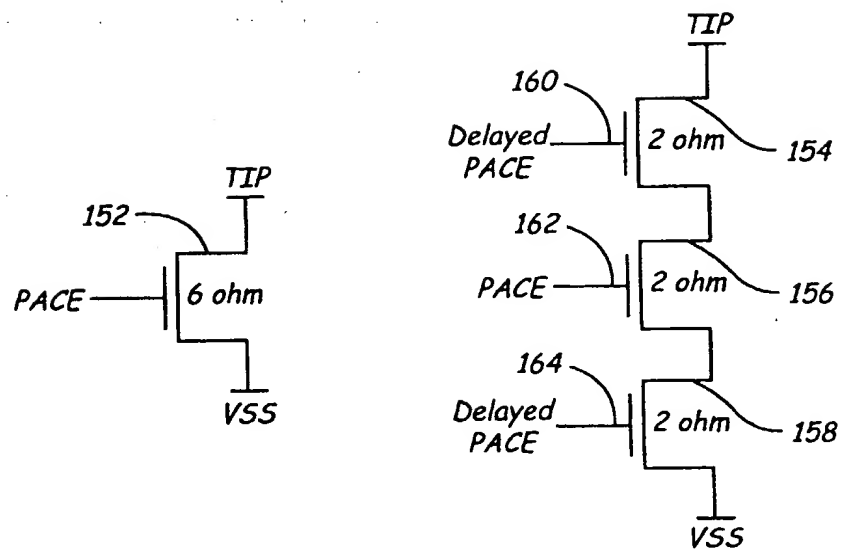 TIP
152
PACE
6 ohm
VSS
TIP
160
Delayed
PACE
2 ohm
154
162
PACE
2 ohm
156
164
Delayed
PACE
2 ohm
158
VSS